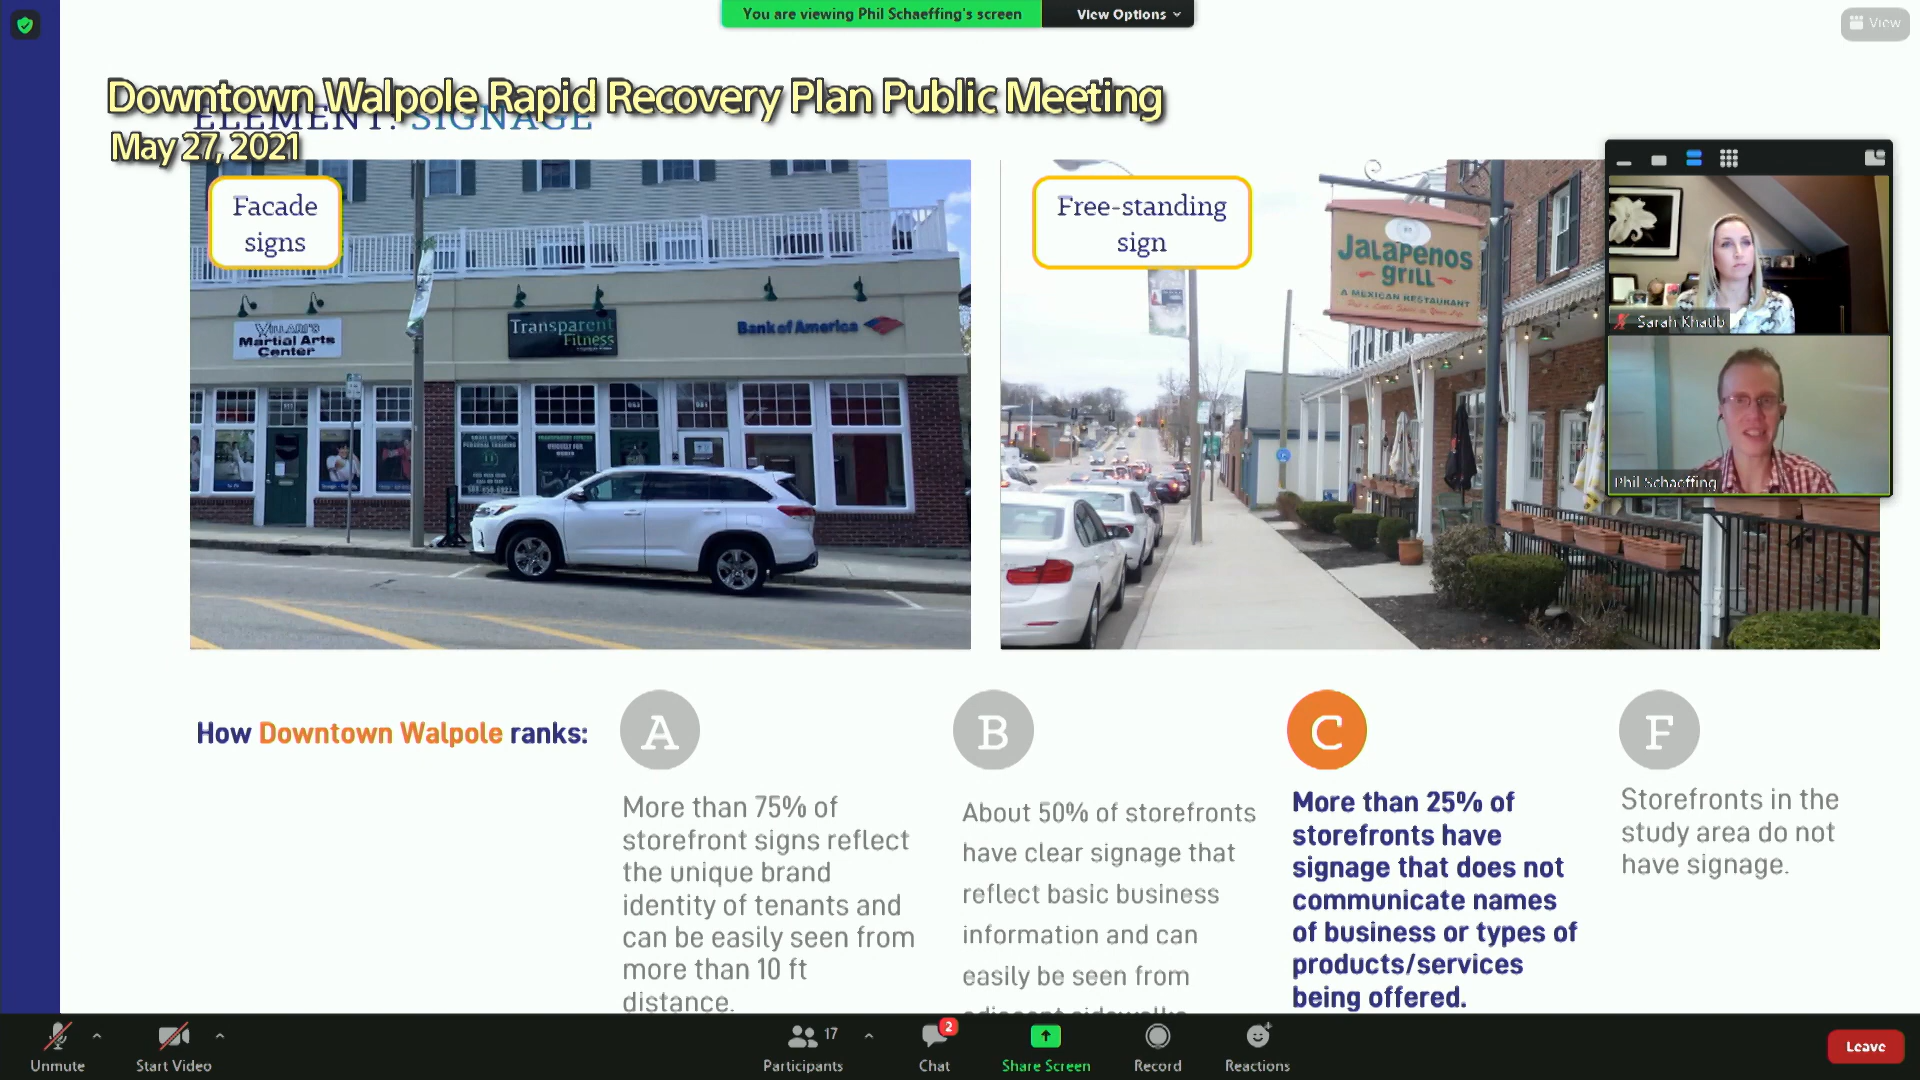 You are viewing Phil Schaeffing's screen
View Options
View
Downtown Walpole Rapid Recovery Plan Public Meeting
ELEMENT: SIGNAGE
May 27, 2021
Facade
signs
Free-standing
sign
VILLARI'S
Martial Arts
Center
Transparent
Fitness
Bank of America
Jalapenos
grill
A MEXICAN RESTAURANT
Sarah Khatib
Phil Schaeffing
How Downtown Walpole ranks:
A
More than 75% of
storefront signs reflect
the unique brand
identity of tenants and
can be easily seen from
more than 10 ft
distance.
B
About 50% of storefronts
have clear signage that
reflect basic business
information and can
easily be seen from
adjacent sidewalks
C
More than 25% of
storefronts have
signage that does not
communicate names
of business or types of
products/services
being offered.
F
Storefronts in the
study area do not
have signage.
Unmute
Start Video
17
Participants
2
Chat
Share Screen
Record
Reactions
Leave